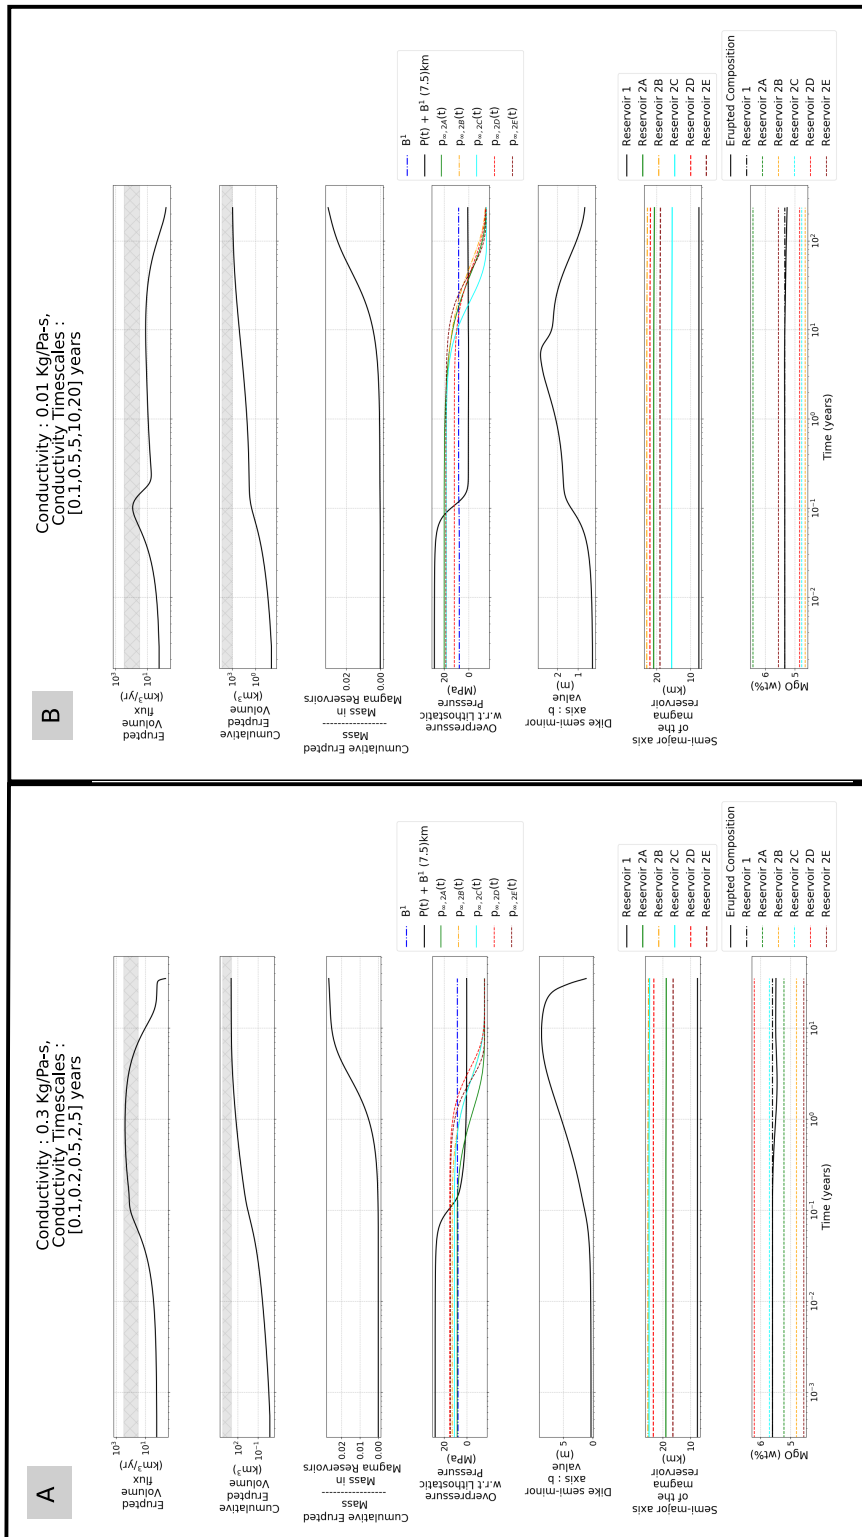 A
Conductivity : 0.3 Kg/Pa-s,
Conductivity Timescales :
[0.1,0.2,0.5,2,5] years
Erupted
Volume
flux
(km³/yr)
10³
10¹
Cumulative
Volume Erupted
(km³)
10²
10⁻¹
Cumulative Erupted
Mass
----------------
Mass in
Magma Reservoirs
0.02
0.01
0.00
Overpressure
w.r.t Lithostatic
Pressure
(MPa)
20
0
B¹
P(t) + B¹ (7.5)km
p∞,2A(t)
p∞,2B(t)
p∞,2C(t)
p∞,2D(t)
p∞,2E(t)
Dike semi-minor
axis : b
value
(m)
5
0
Semi-major axis
of the
magma
reservoir
(km)
20
10
Reservoir 1
Reservoir 2A
Reservoir 2B
Reservoir 2C
Reservoir 2D
Reservoir 2E
MgO (wt%)
6
5
Erupted Composition
Reservoir 1
Reservoir 2A
Reservoir 2B
Reservoir 2C
Reservoir 2D
Reservoir 2E
10⁻³
10⁻²
10⁻¹
10⁰
10¹
Time (years)
B
Conductivity : 0.01 Kg/Pa-s,
Conductivity Timescales :
[0.1,0.5,5,10,20] years
Erupted
Volume
flux
(km³/yr)
10³
10¹
Cumulative
Volume Erupted
(km³)
10³
10⁰
Cumulative Erupted
Mass
----------------
Mass in
Magma Reservoirs
0.02
0.00
Overpressure
w.r.t Lithostatic
Pressure
(MPa)
20
0
B¹
P(t) + B¹ (7.5)km
p∞,2A(t)
p∞,2B(t)
p∞,2C(t)
p∞,2D(t)
p∞,2E(t)
Dike semi-minor
axis : b
value
(m)
2
1
Semi-major axis
of the
magma
reservoir
(km)
20
10
Reservoir 1
Reservoir 2A
Reservoir 2B
Reservoir 2C
Reservoir 2D
Reservoir 2E
MgO (wt%)
6
5
Erupted Composition
Reservoir 1
Reservoir 2A
Reservoir 2B
Reservoir 2C
Reservoir 2D
Reservoir 2E
10⁻²
10⁻¹
10⁰
10¹
10²
Time (years)